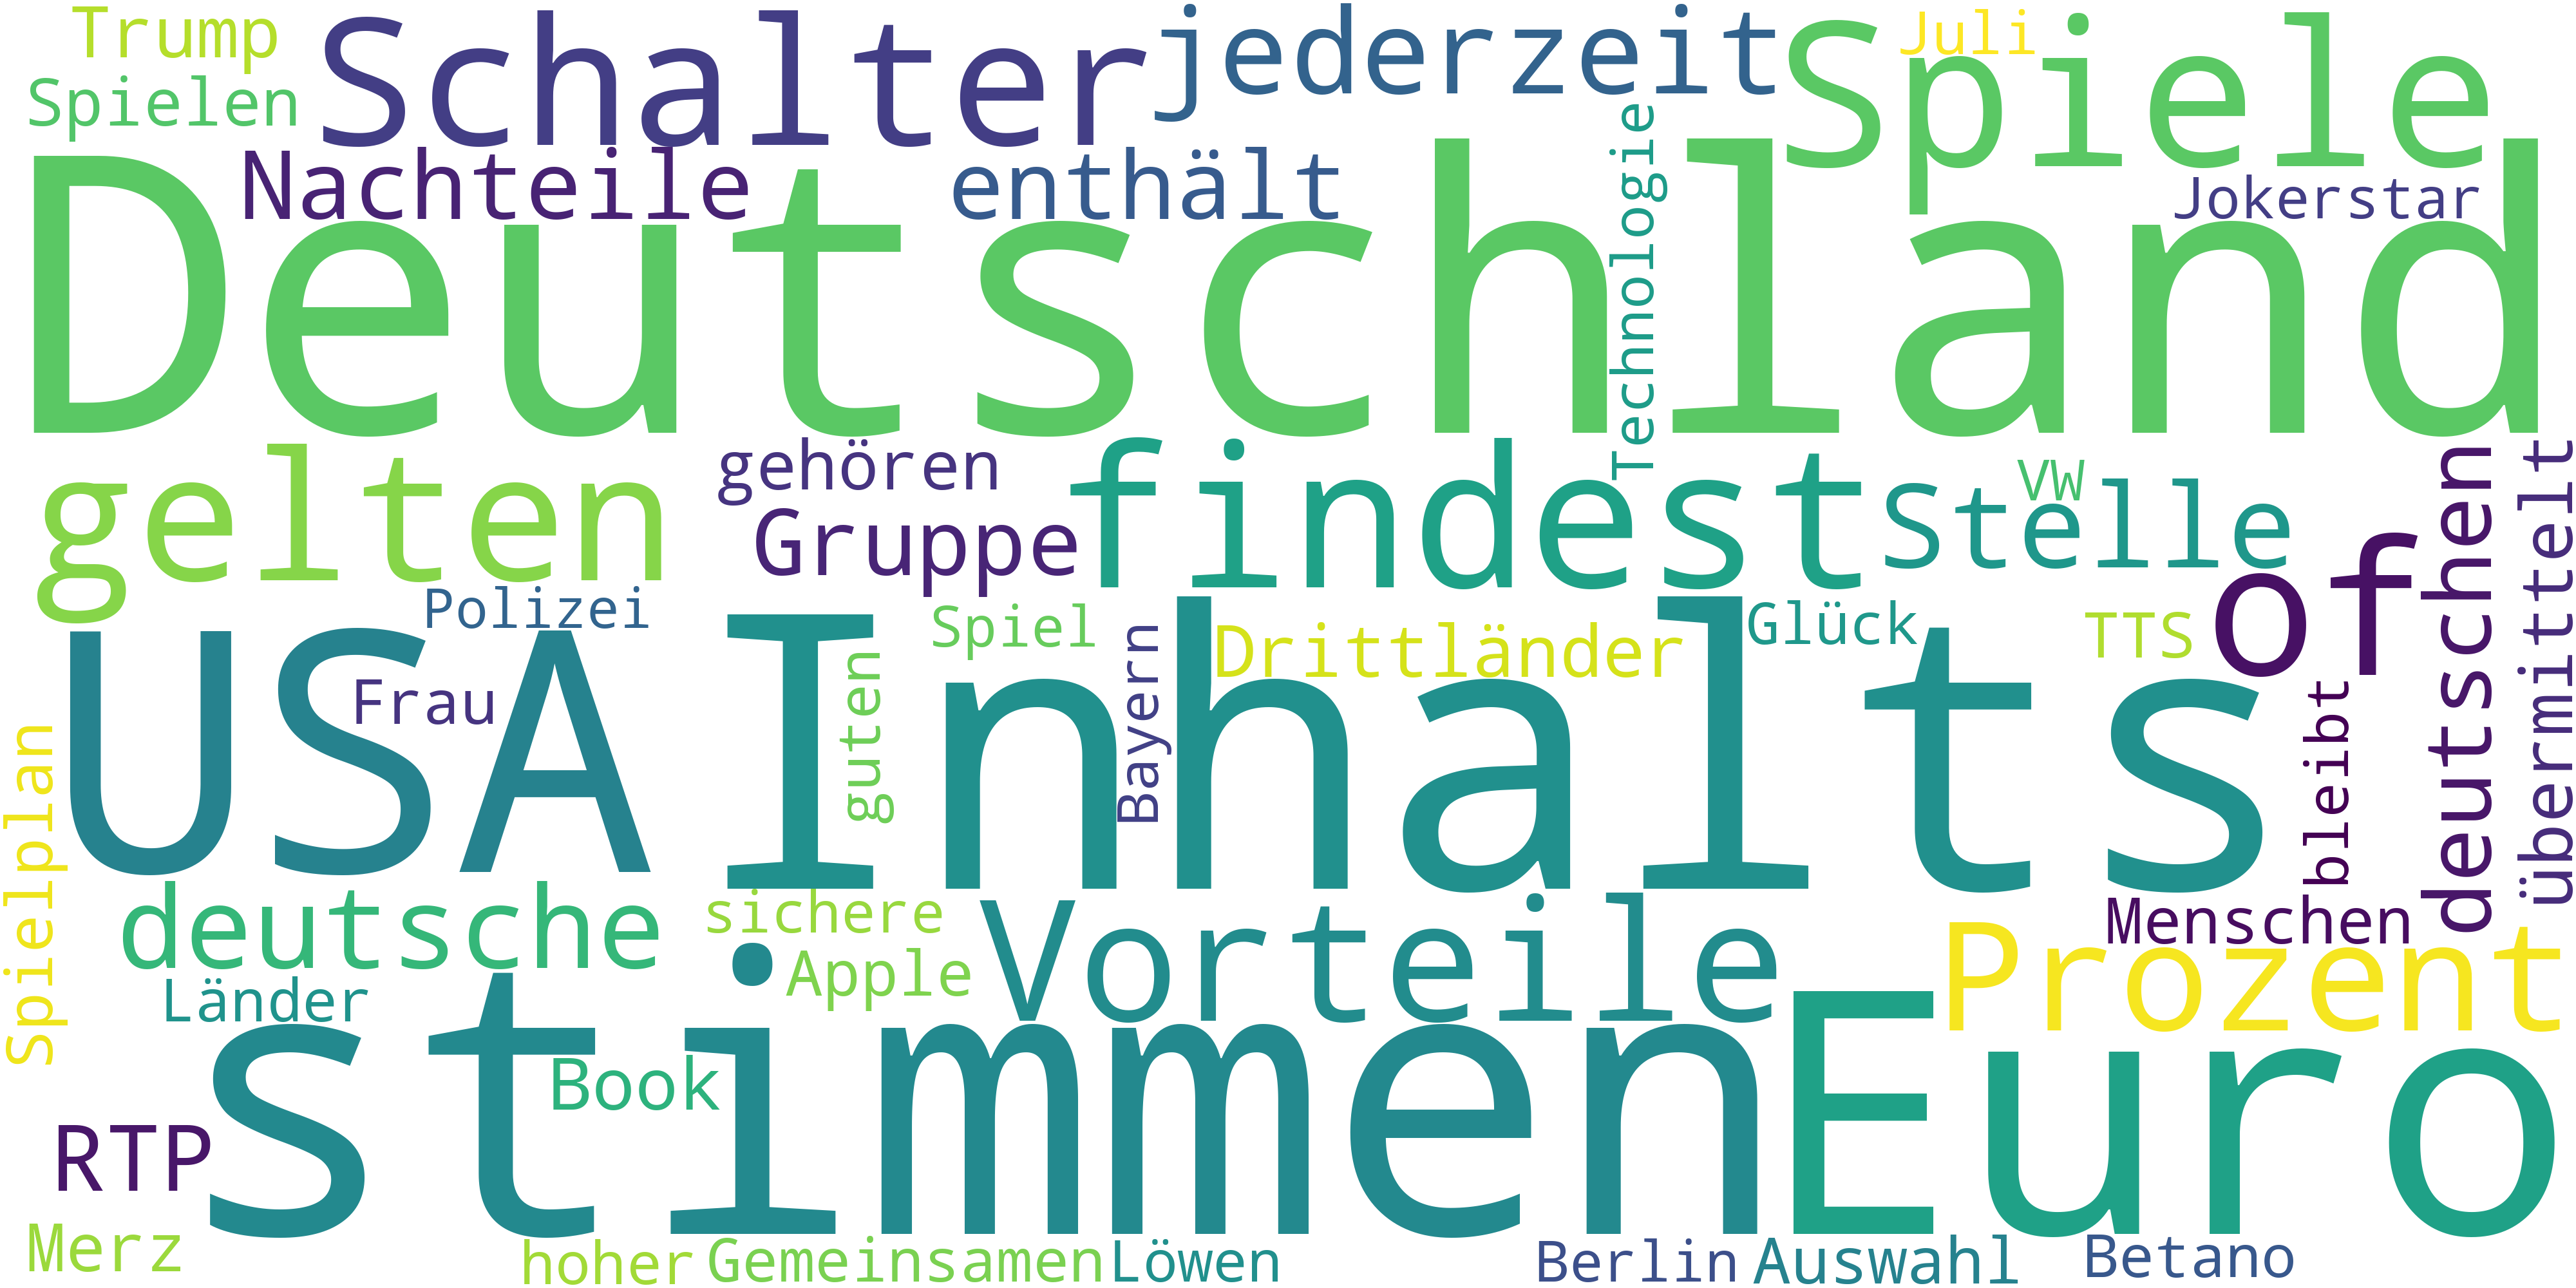 Trump
Schalter
jederzeit
Spiele
Juli
Spielen
Nachteile
enthält
Technologie
Jokerstar
Deutschland
gelten
gehören
Gruppe
findest
Stelle
VW
of
deutschen
übermittelt
Polizei
USA
Frau
Inhalts
Spiel
guten
Bayern
Drittländer
Glück
TTS
bleibt
Spielplan
deutsche
sichere
Apple
Vorteile
Menschen
Prozent
Länder
stimmen
Book
Euro
RTP
Merz
hoher
Gemeinsamen
Löwen
Berlin
Auswahl
Betano